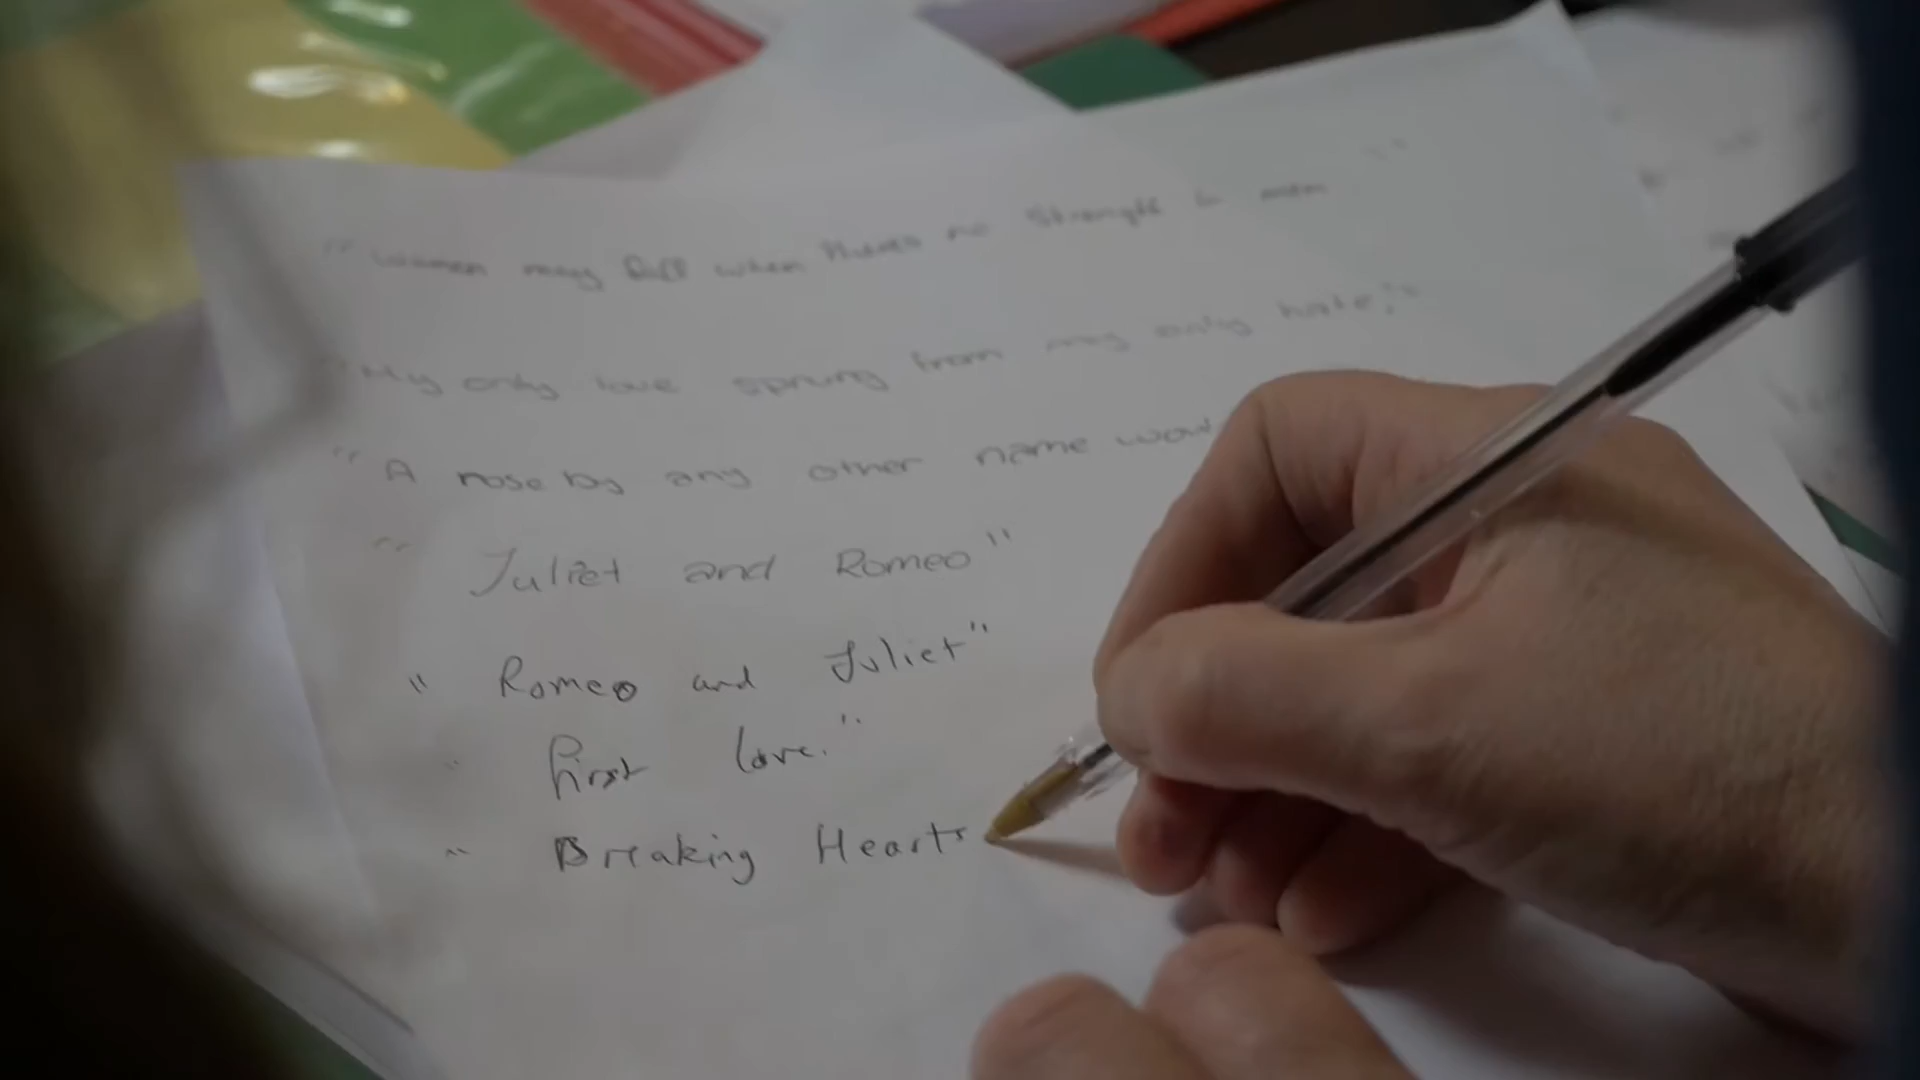 " Women may fall when there's no strength in men "
"My only love sprung from my only hate,"
" A rose by any other name woul
" Juliet and Romeo"
" Romeo and Juliet"
" first love."
" Breaking Hearts